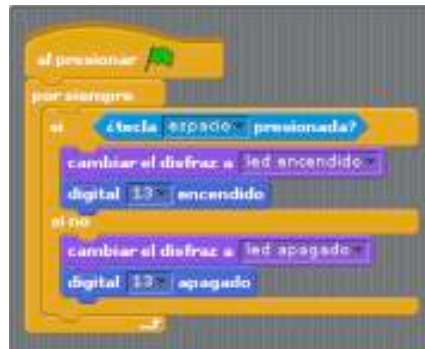 al presionar
por siempre
si ¿tecla espacio presionada?
cambiar el disfraz a led encendido
digital 13 encendido
si no
cambiar el disfraz a led apagado
digital 13 apagado